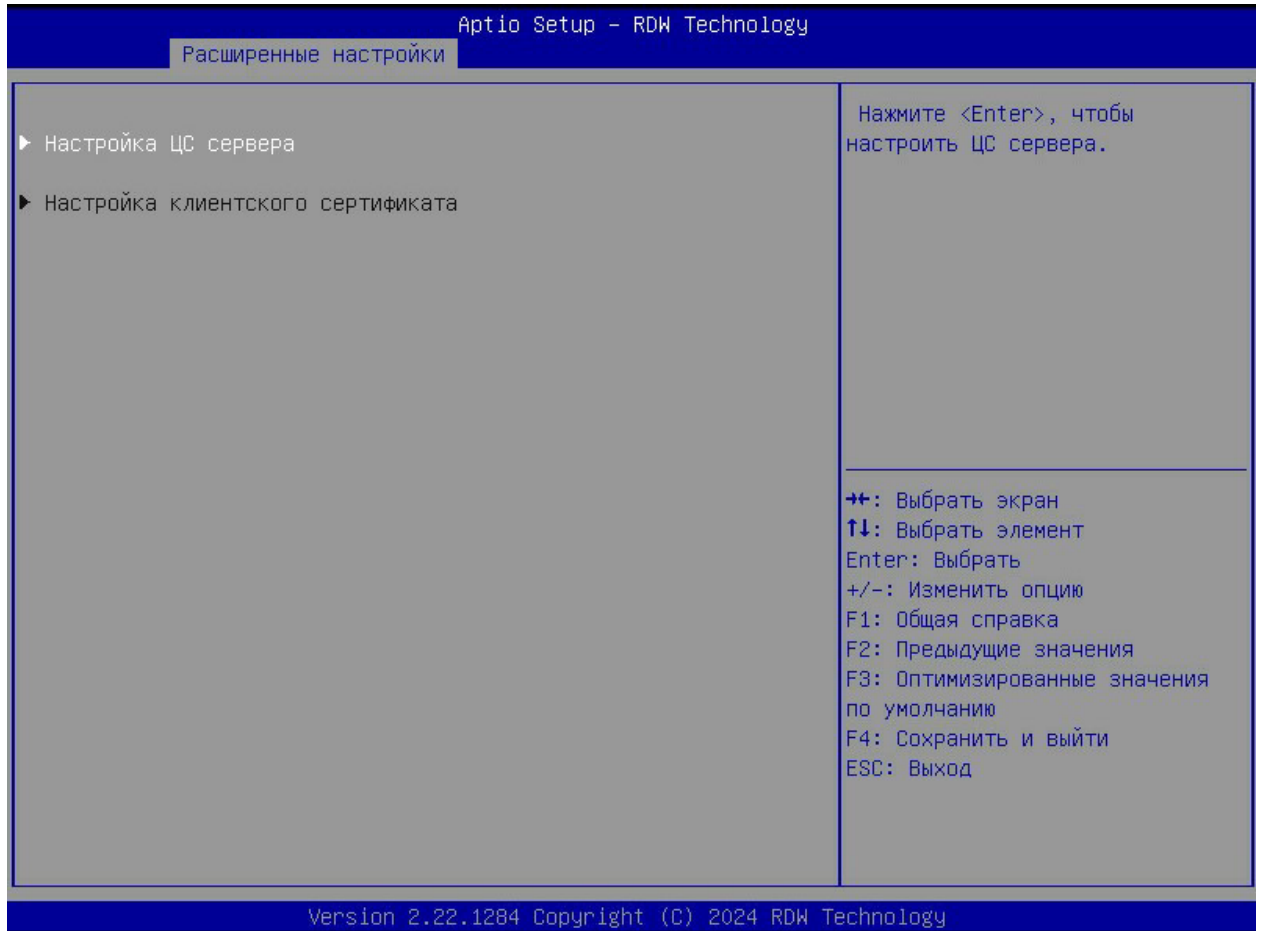 Aptio Setup – RDW Technology
Расширенные настройки
Настройка ЦС сервера
Настройка клиентского сертификата
Нажмите <Enter>, чтобы
настроить ЦС сервера.
→←: Выбрать экран
↑↓: Выбрать элемент
Enter: Выбрать
+/-: Изменить опцию
F1: Общая справка
F2: Предыдущие значения
F3: Оптимизированные значения
по умолчанию
F4: Сохранить и выйти
ESC: Выход
Version 2.22.1284 Copyright (C) 2024 RDW Technology